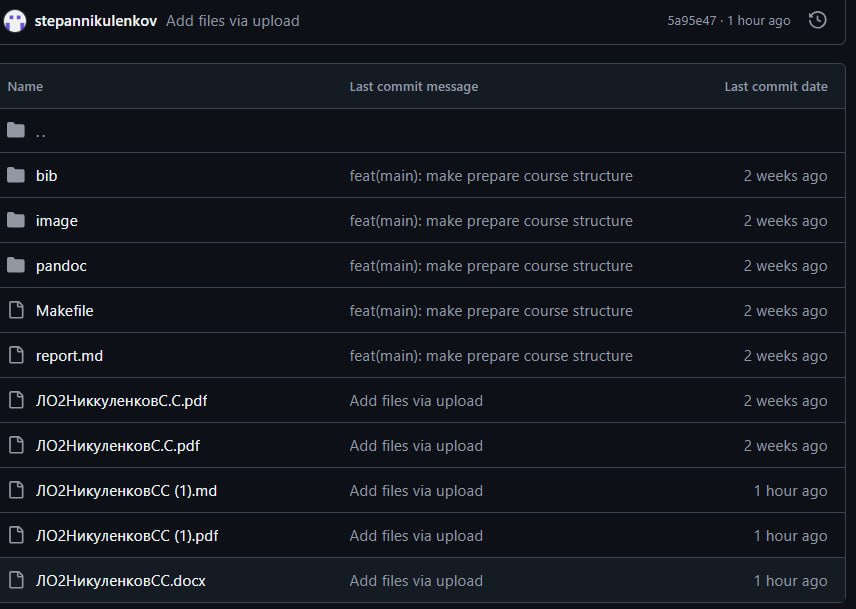 stepannikulenkov Add files via upload 5a95e47 · 1 hour ago
Name Last commit message Last commit date
..
bib feat(main): make prepare course structure 2 weeks ago
image feat(main): make prepare course structure 2 weeks ago
pandoc feat(main): make prepare course structure 2 weeks ago
Makefile feat(main): make prepare course structure 2 weeks ago
report.md feat(main): make prepare course structure 2 weeks ago
ЛО2НиккуленковС.С.pdf Add files via upload 2 weeks ago
ЛО2НикуленковС.С.pdf Add files via upload 2 weeks ago
ЛО2НикуленковСС (1).md Add files via upload 1 hour ago
ЛО2НикуленковСС (1).pdf Add files via upload 1 hour ago
ЛО2НикуленковСС.docx Add files via upload 1 hour ago